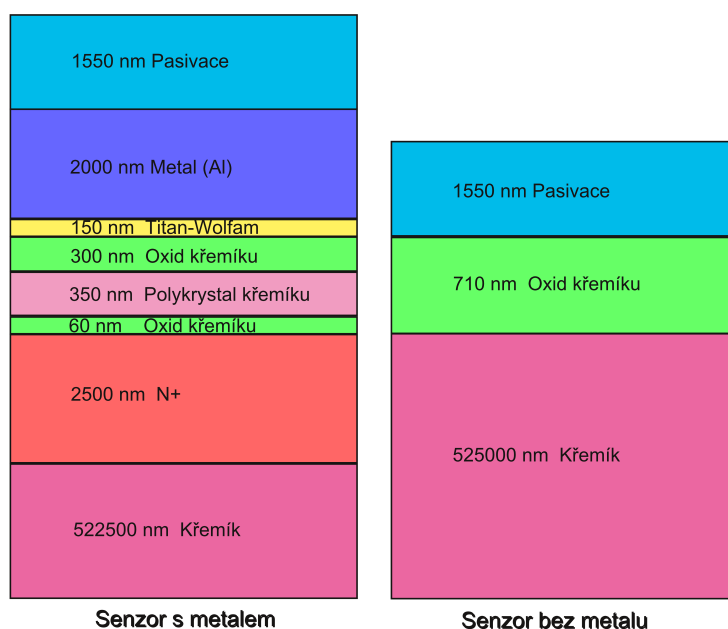 1550 nm Pasivace
2000 nm Metal (Al)
150 nm Titan-Wolfam
300 nm Oxid křemíku
350 nm Polykrystal křemíku
60 nm Oxid křemíku
2500 nm N+
522500 nm Křemík
Senzor s metalem
1550 nm Pasivace
710 nm Oxid křemíku
525000 nm Křemík
Senzor bez metalu